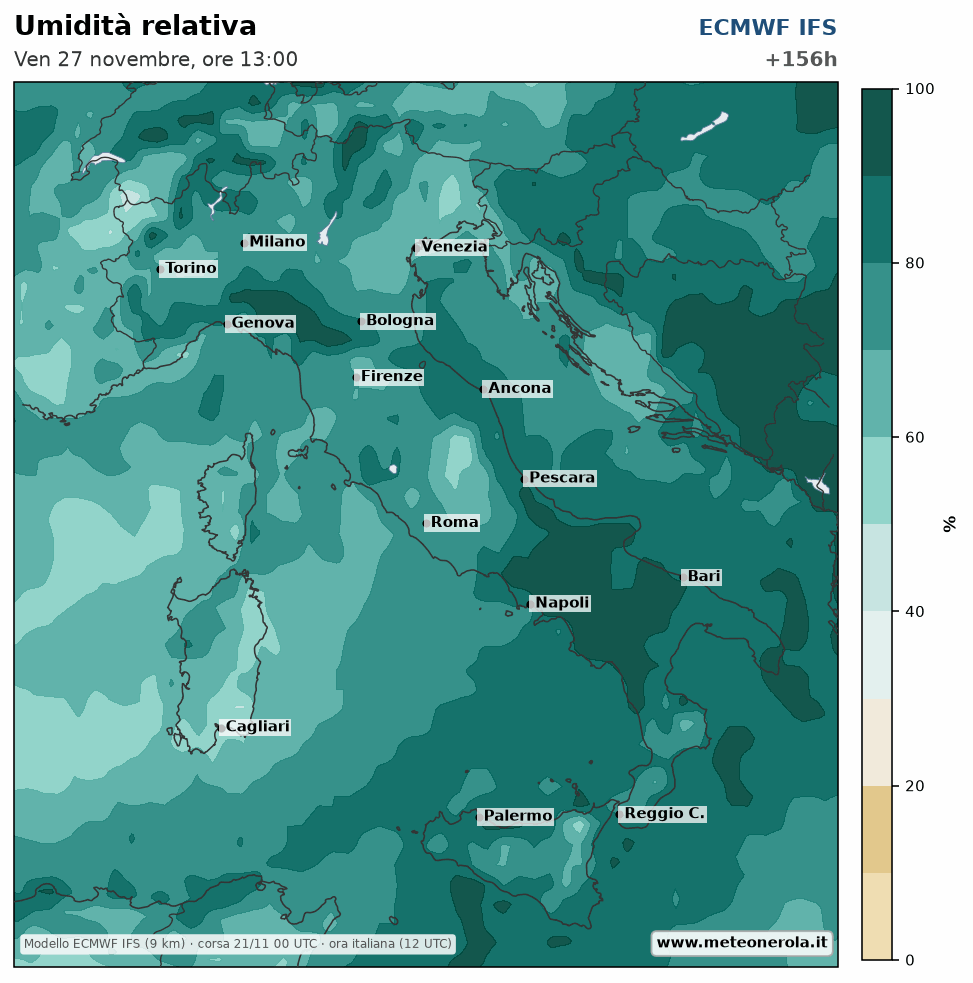 Umidità relativa
ECMWF IFS
Ven 27 novembre, ore 13:00
+156h
100
80
60
%
40
20
0
Milano
Venezia
Torino
Genova
Bologna
Firenze
Ancona
Pescara
Roma
Bari
Napoli
Cagliari
Palermo
Reggio C.
Modello ECMWF IFS (9 km) · corsa 21/11 00 UTC · ora italiana (12 UTC)
www.meteonerola.it